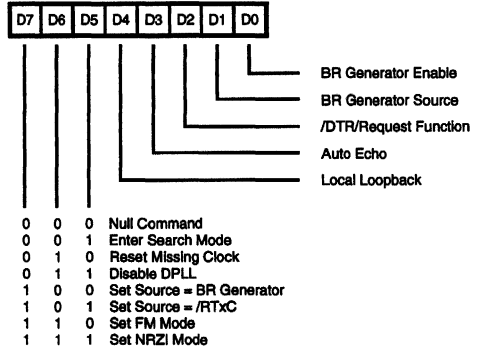 D7 D6 D5 D4 D3 D2 D1 D0
BR Generator Enable
BR Generator Source
/DTR/Request Function
Auto Echo
Local Loopback
0 0 0 Null Command
0 0 1 Enter Search Mode
0 1 0 Reset Missing Clock
0 1 1 Disable DPLL
1 0 0 Set Source = BR Generator
1 0 1 Set Source = /RTxC
1 1 0 Set FM Mode
1 1 1 Set NRZI Mode